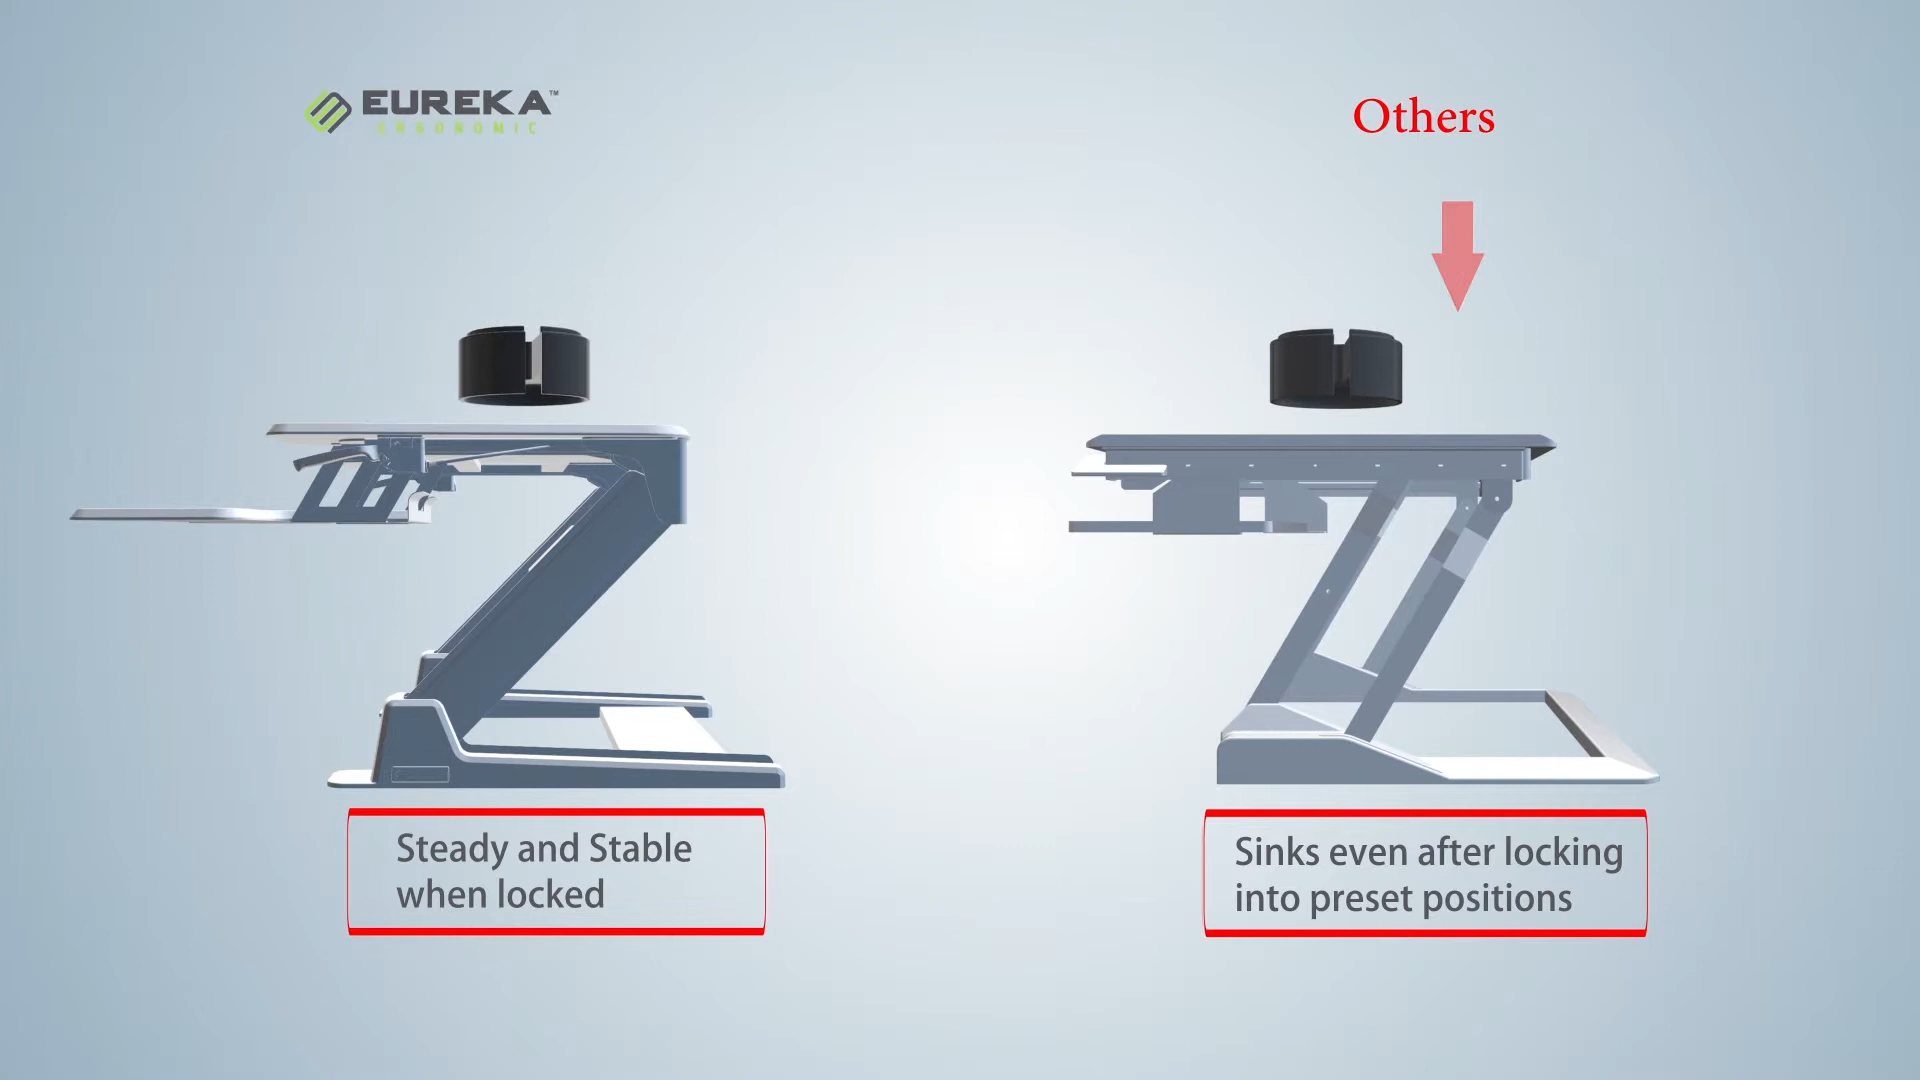 EUREKA™
ERGONOMIC
Others
Steady and Stable
when locked
Sinks even after locking
into preset positions